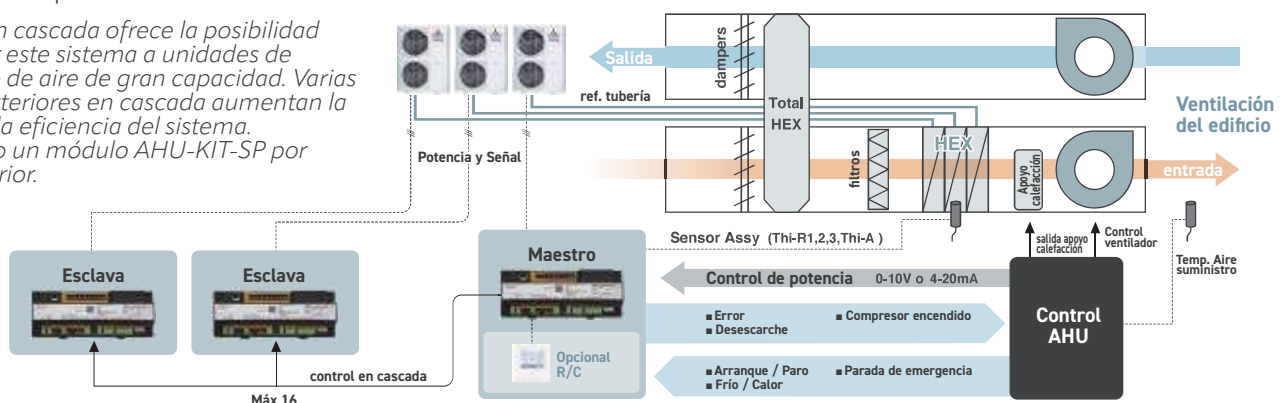 n cascada ofrece la posibilidad
r este sistema a unidades de
de aire de gran capacidad. Varias
teriores en cascada aumentan la
la eficiencia del sistema.
o un módulo AHU-KIT-SP por
rior.
Salida
dampers
ref. tubería
Total
HEX
Ventilación
del edificio
HEX
filtros
Apoyo
calefacción
entrada
Potencia y Señal
Sensor Assy (Thi-R1,2,3,Thi-A )
salida apoyo
calefacción
Control
ventilador
Temp. Aire
suministro
Esclava
Esclava
Maestro
Control de potencia 0-10V o 4-20mA
■ Error
■ Desescarche
■ Compresor encendido
Control
AHU
Opcional
R/C
■ Arranque / Paro
■ Frío / Calor
■ Parada de emergencia
control en cascada
Máx 16